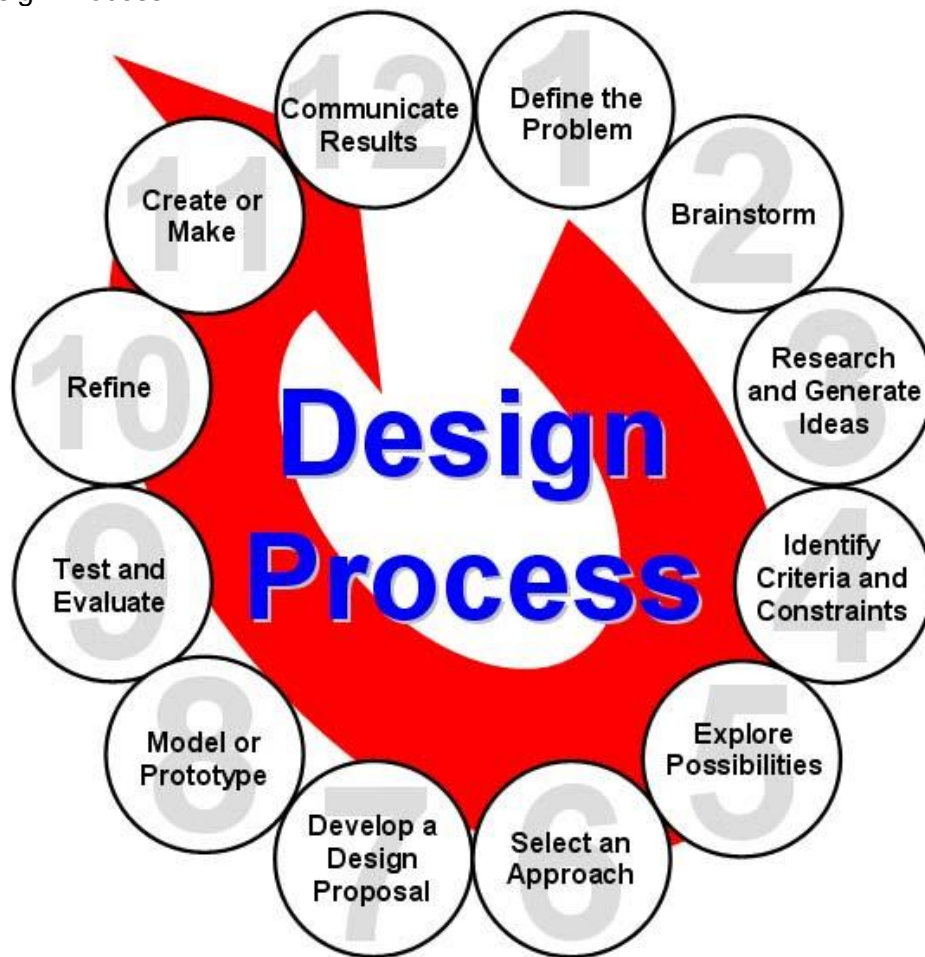 1
Define the
Problem
2
Brainstorm
3
Research
and Generate
Ideas
4
Identify
Criteria and
Constraints
5
Explore
Possibilities
6
Select an
Approach
7
Develop a
Design
Proposal
8
Model or
Prototype
9
Test and
Evaluate
10
Refine
11
Create or
Make
12
Communicate
Results
Design
Process